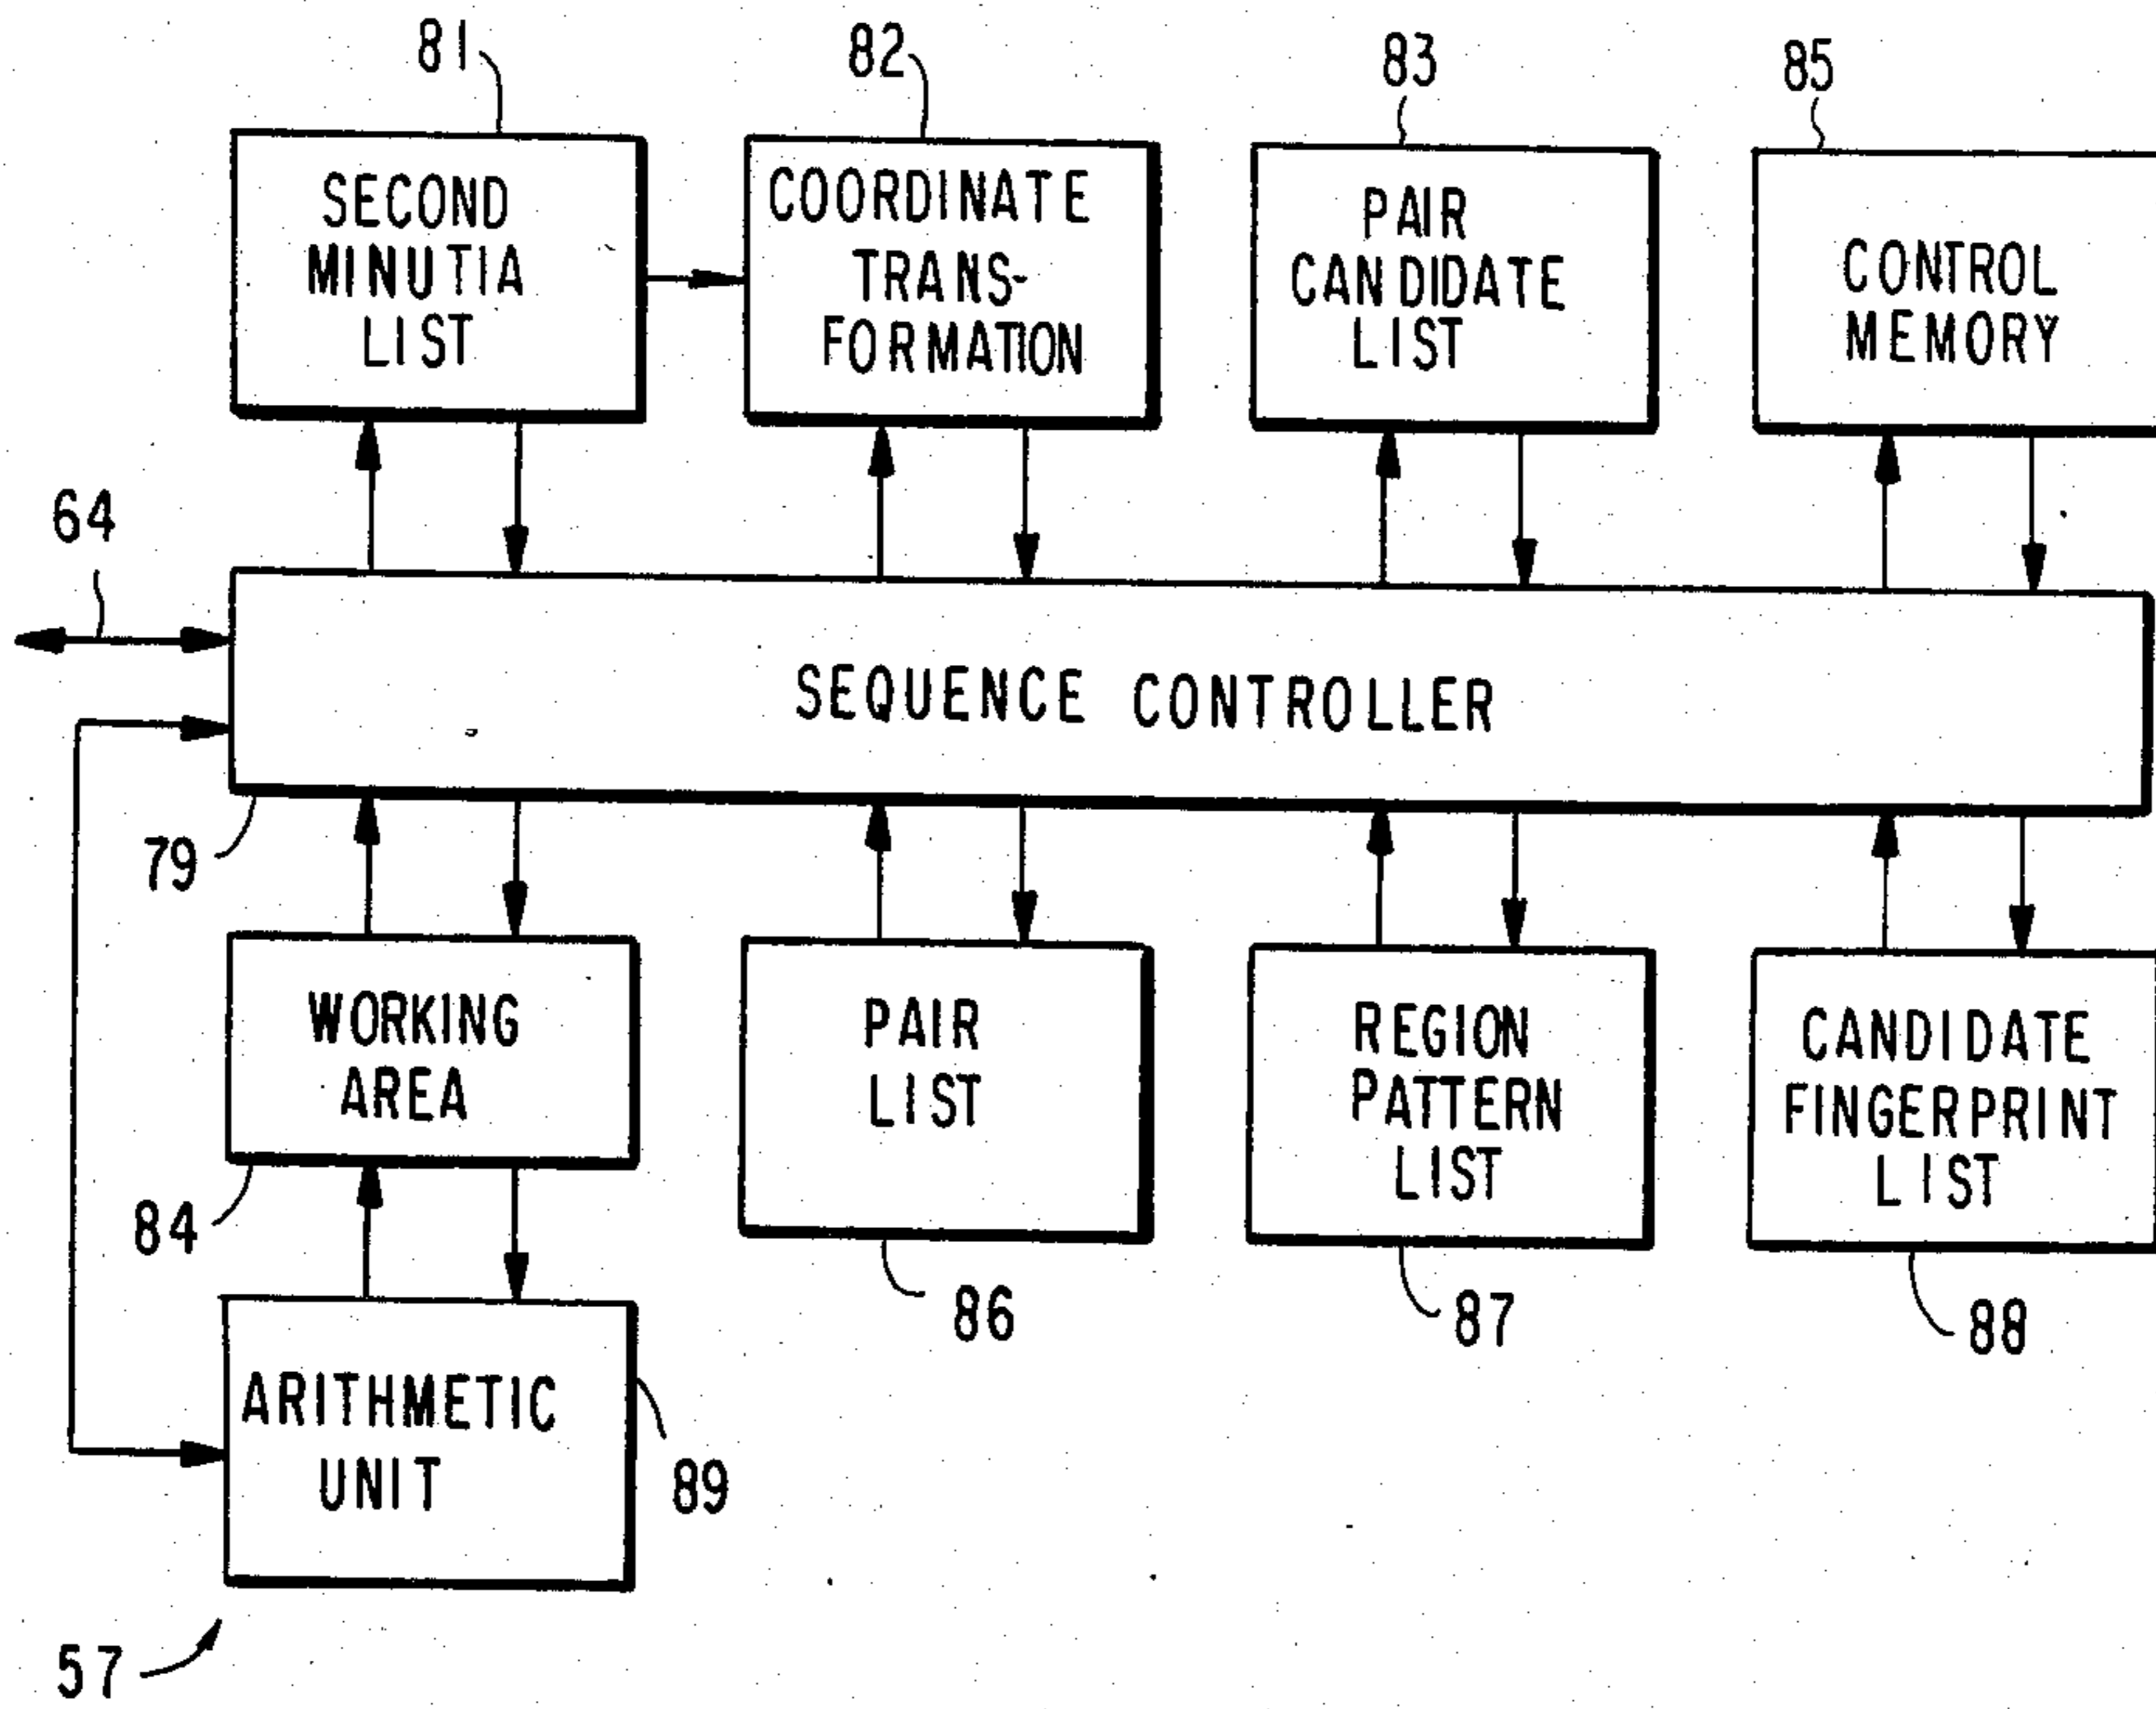 81
82
83
85
SECOND
MINUTIA
LIST
COORDINATE
TRANS-
FORMATION
PAIR
CANDIDATE
LIST
CONTROL
MEMORY
64
SEQUENCE CONTROLLER
79
WORKING
AREA
PAIR
LIST
REGION
PATTERN
LIST
CANDIDATE
FINGERPRINT
LIST
84
86
87
88
ARITHMETIC
UNIT
89
57